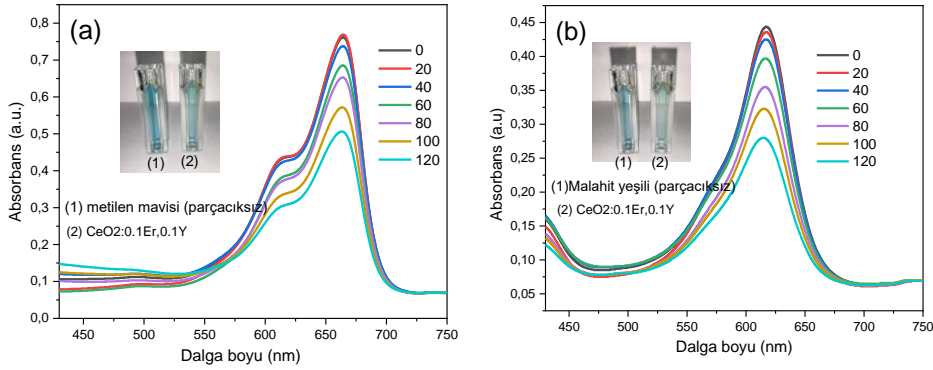 (a)
0,8
0,7
0,6
0,5
0,4
0,3
0,2
0,1
0,0
Absorbans (a.u.)
450 500 550 600 650 700 750
Dalga boyu (nm)
0
20
40
60
80
100
120
(1) (2)
(1) metilen mavisi (parçacıksız)
(2) CeO2:0.1Er,0.1Y
(b)
0,45
0,40
0,35
0,30
0,25
0,20
0,15
0,10
0,05
Absorbans (a.u)
450 500 550 600 650 700 750
Dalga boyu (nm)
0
20
40
60
80
100
120
(1) (2)
(1)Malahit yeşili (parçacıksız)
(2) CeO2:0.1Er,0.1Y